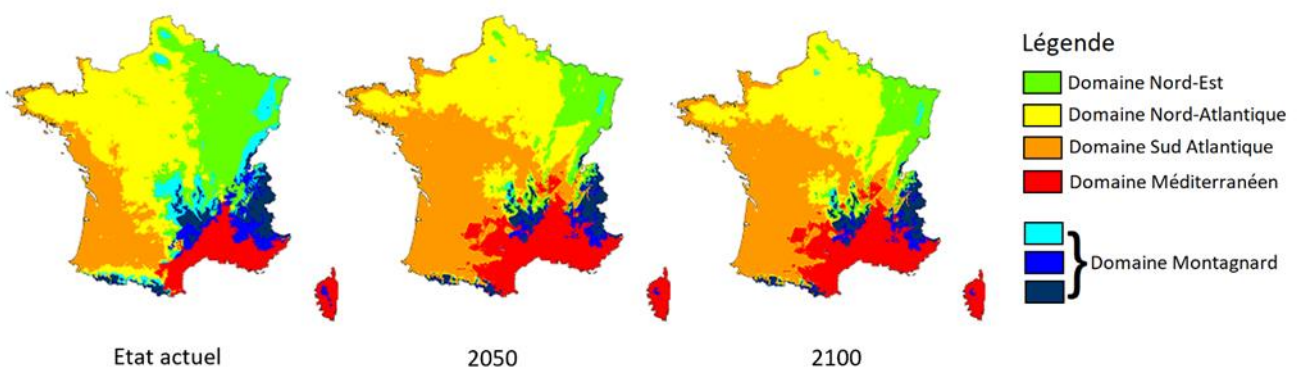 Légende
Domaine Nord-Est
Domaine Nord-Atlantique
Domaine Sud Atlantique
Domaine Méditerranéen
Domaine Montagnard
Etat actuel
2050
2100